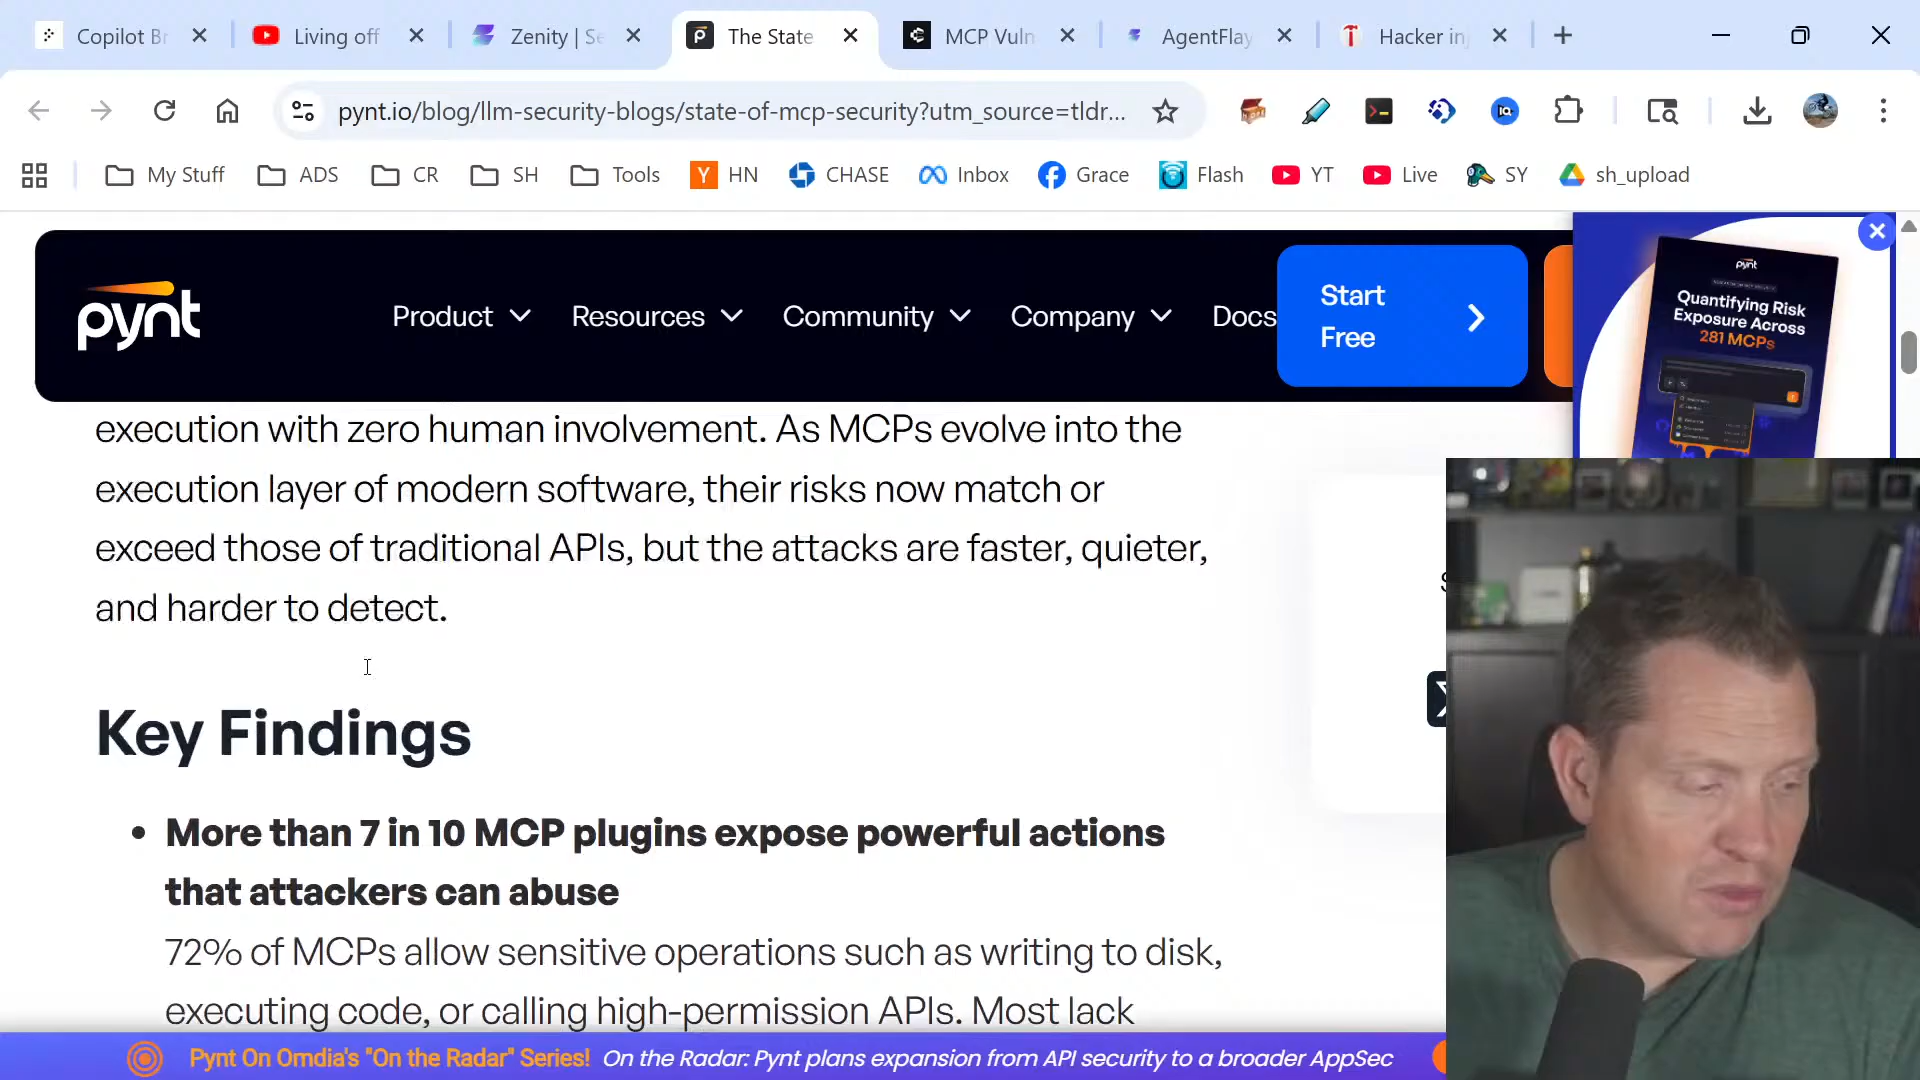 Copilot Br
Living off
Zenity | Se
The State
MCP Vuln
AgentFlay
Hacker in
pynt.io/blog/llm-security-blogs/state-of-mcp-security?utm_source=tldr...
My Stuff
ADS
CR
SH
Tools
HN
CHASE
Inbox
Grace
Flash
YT
Live
SY
sh_upload
pynt
Product
Resources
Community
Company
Docs
Start
Free
pynt
Quantifying Risk
Exposure Across
281 MCPs
execution with zero human involvement. As MCPs evolve into the
execution layer of modern software, their risks now match or
exceed those of traditional APIs, but the attacks are faster, quieter,
and harder to detect.
Key Findings
• More than 7 in 10 MCP plugins expose powerful actions
that attackers can abuse
72% of MCPs allow sensitive operations such as writing to disk,
executing code, or calling high-permission APIs. Most lack
Pynt On Omdia's "On the Radar" Series! On the Radar: Pynt plans expansion from API security to a broader AppSec